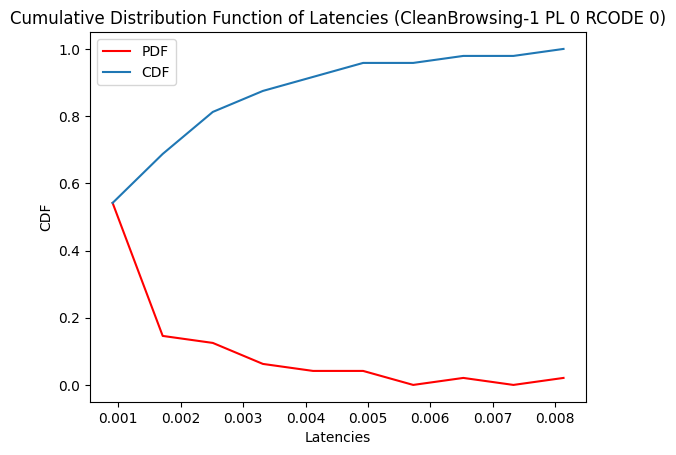 Cumulative Distribution Function of Latencies (CleanBrowsing-1 PL 0 RCODE 0)
PDF
CDF
1.0
0.8
0.6
0.4
0.2
0.0
CDF
0.001 0.002 0.003 0.004 0.005 0.006 0.007 0.008
Latencies